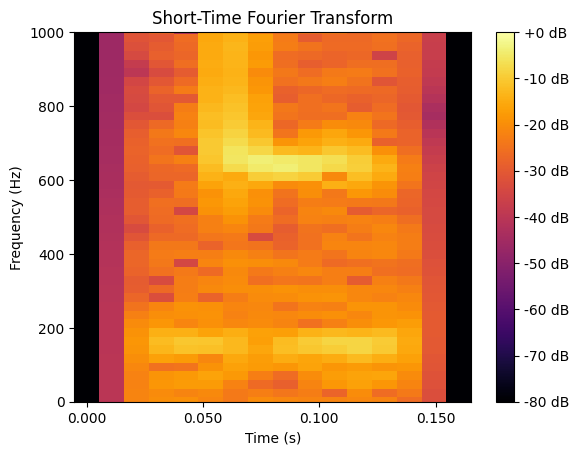 Short-Time Fourier Transform
1000
800
600
400
200
0
Frequency (Hz)
0.000
0.050
0.100
0.150
Time (s)
+0 dB
-10 dB
-20 dB
-30 dB
-40 dB
-50 dB
-60 dB
-70 dB
-80 dB